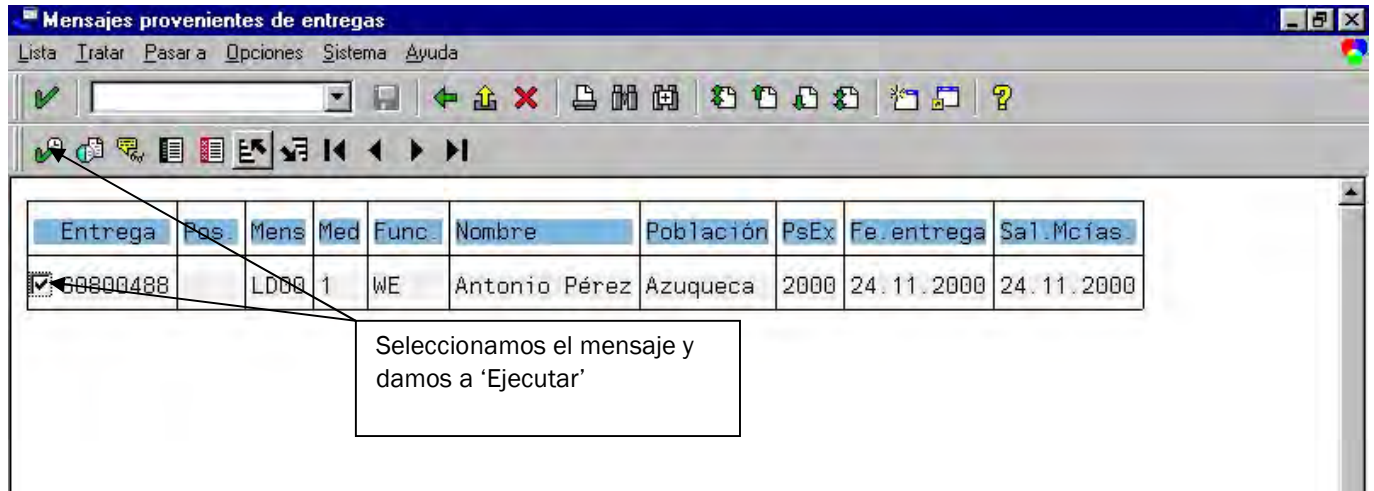 Mensajes provenientes de entregas
Lista Tratar Pasar a Opciones Sistema Ayuda
Entrega Pos. Mens Med Func. Nombre Población PsEx Fe.entrega Sal.Mcías.
80800488 LD00 1 WE Antonio Pérez Azuqueca 2000 24.11.2000 24.11.2000
Seleccionamos el mensaje y
damos a ‘Ejecutar’